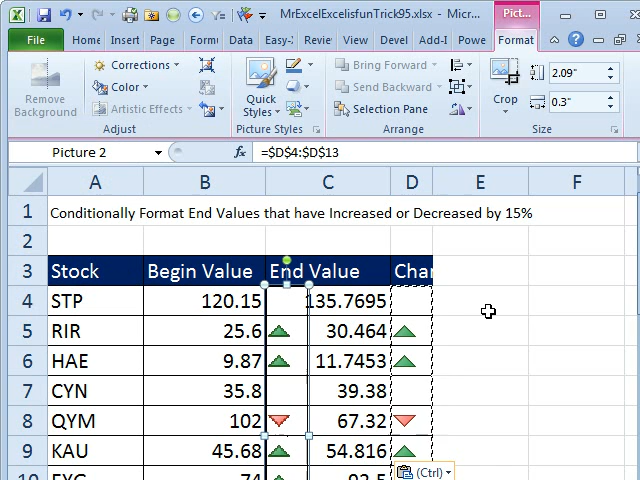 MrExcelExcelisfunTrick95.xlsx - Micr...
Pict...
File
Home
Insert
Page
Form
Data
Easy-
Revie
View
Devel
Add-I
Powe
Format
Remove
Background
Corrections
Color
Artistic Effects
Adjust
Quick
Styles
Picture Styles
Bring Forward
Send Backward
Selection Pane
Arrange
Crop
2.09"
0.3"
Size
Picture 2
fx
=$D$4:$D$13
A B C D E F
1 Conditionally Format End Values that have Increased or Decreased by 15%
2
3 Stock Begin Value End Value Chan
4 STP 120.15 135.7695
5 RIR 25.6 30.464
6 HAE 9.87 11.7453
7 CYN 35.8 39.38
8 QYM 102 67.32
9 KAU 45.68 54.816
10 74 92.5
(Ctrl)